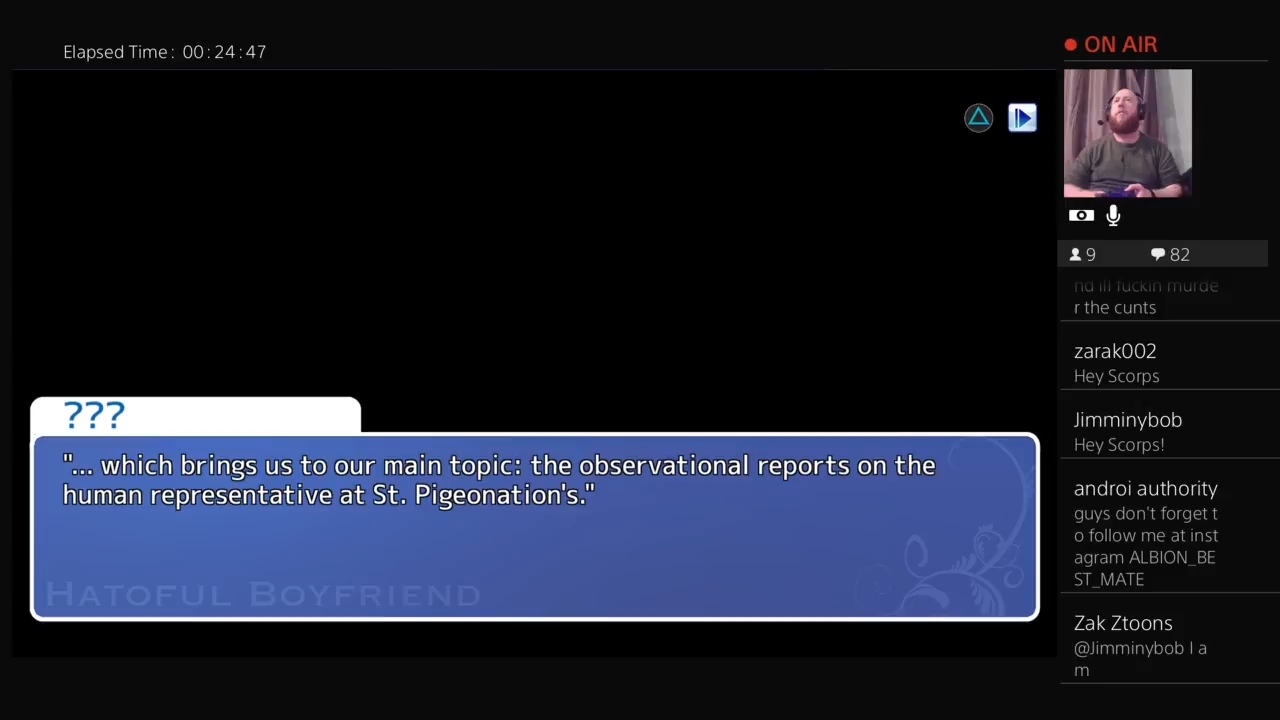 Elapsed Time: 00:24:47
ON AIR
9
82
nd ill fuckin murde
r the cunts
zarak002
Hey Scorps
Jimminybob
Hey Scorps!
androi authority
guys don't forget t
o follow me at inst
agram ALBION_BE
ST_MATE
Zak Ztoons
@Jimminybob I a
m
???
"... which brings us to our main topic: the observational reports on the
human representative at St. Pigeonation's."
HATOFUL BOYFRIEND